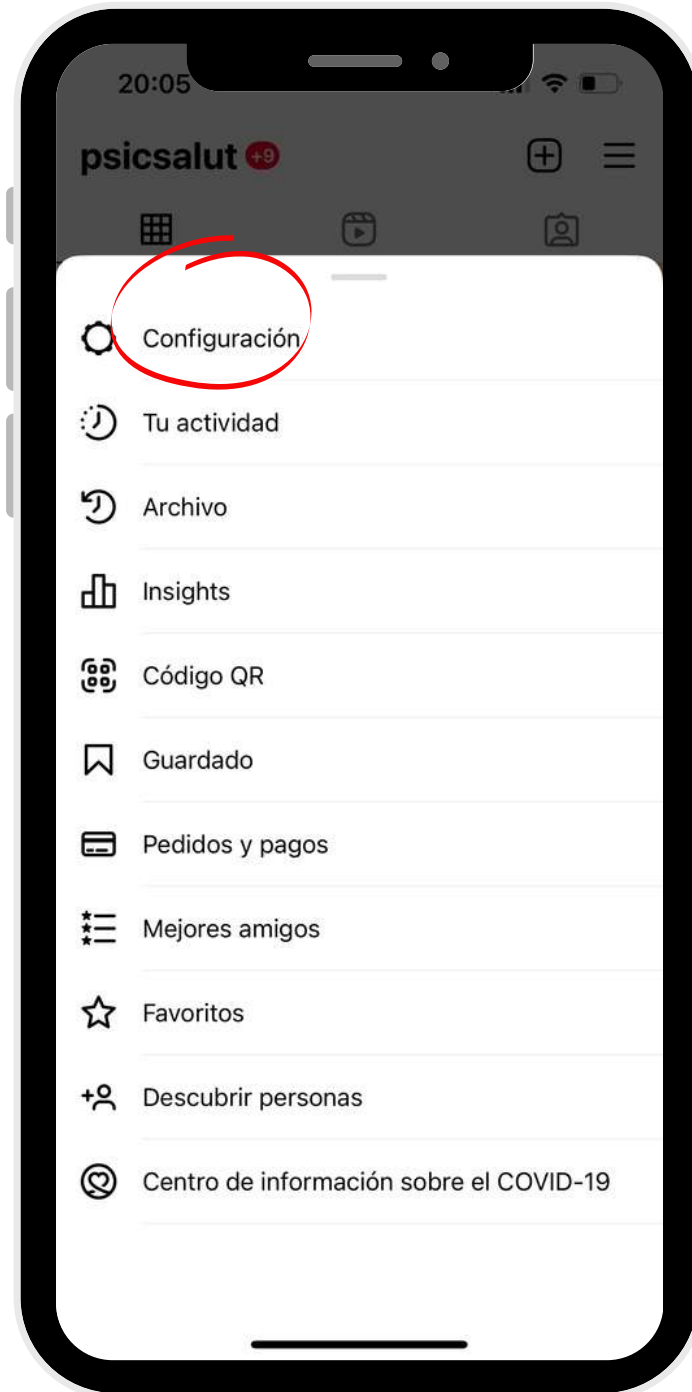 20:05
psicsalut +9
Configuración
Tu actividad
Archivo
Insights
Código QR
Guardado
Pedidos y pagos
Mejores amigos
Favoritos
Descubrir personas
Centro de información sobre el COVID-19